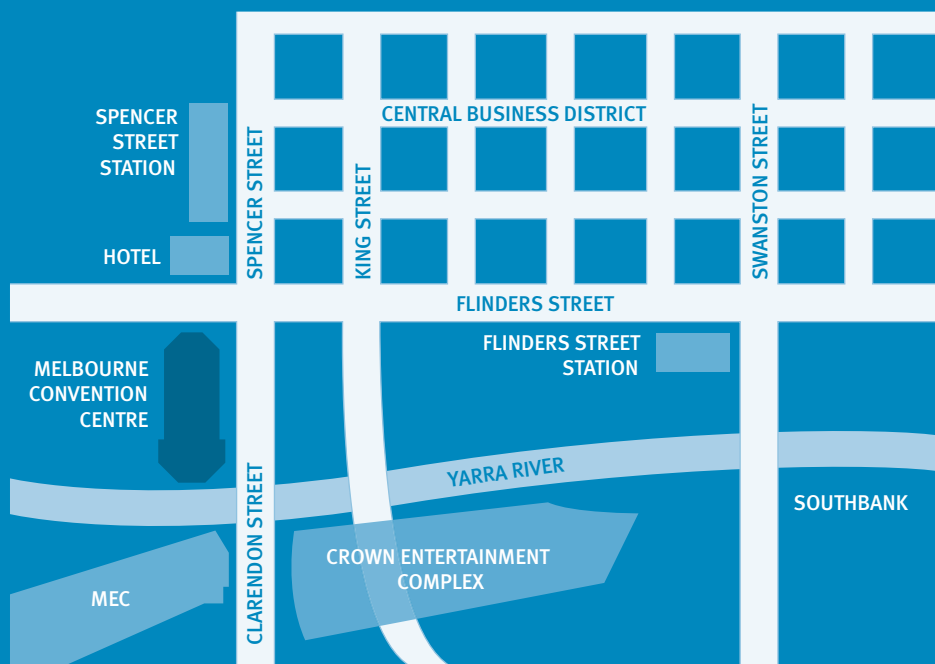 SPENCER
STREET
STATION
CENTRAL BUSINESS DISTRICT
SPENCER STREET
KING STREET
SWANSTON STREET
HOTEL
FLINDERS STREET
FLINDERS STREET
STATION
MELBOURNE
CONVENTION
CENTRE
YARRA RIVER
SOUTHBANK
CLARENDON STREET
CROWN ENTERTAINMENT
COMPLEX
MEC